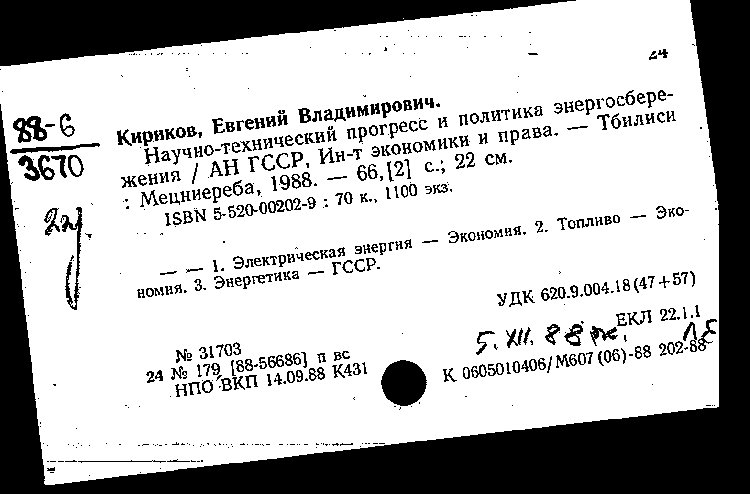 24
88-6
3670
2 эк.
Кириков, Евгений Владимирович.
Научно-технический прогресс и политика энергосбере-
жения / АН ГССР, Ин-т экономики и права. — Тбилиси
: Мецниереба, 1988. — 66,[2] с.; 22 см.
ISBN 5-520-00202-9 : 70 к., 1100 экз.
— — 1. Электрическая энергия — Экономия. 2. Топливо — Эко-
номия. 3. Энергетика — ГССР.
УДК 620.9.004.18(47+57)
ЕКЛ 22.1.1
5. XII. 88
№ 31703
24 № 179 [88-56686] п вс
НПО ВКП 14.09.88 К431
К 0605010406/М607(06)-88 202-88